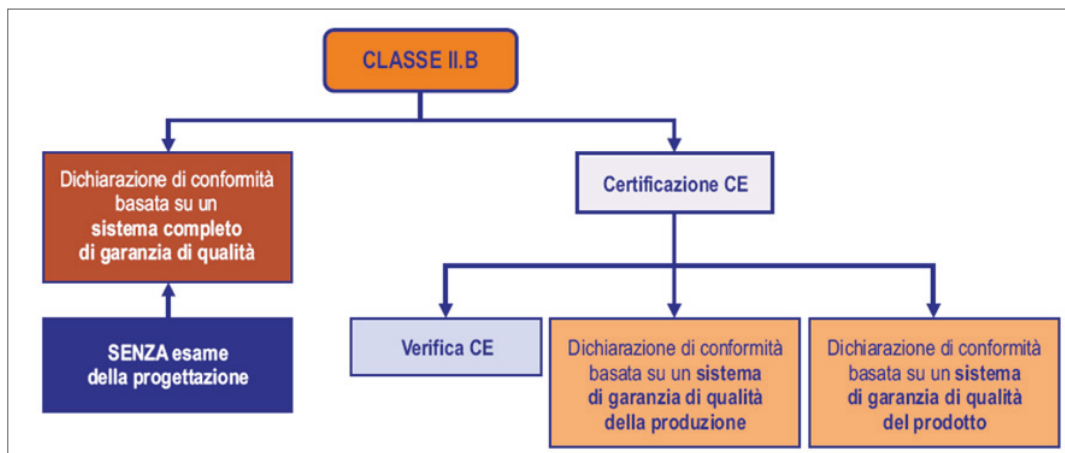 CLASSE II.B
Dichiarazione di conformità
basata su un
sistema completo
di garanzia di qualità
Certificazione CE
SENZA esame
della progettazione
Verifica CE
Dichiarazione di conformità
basata su un sistema
di garanzia di qualità
della produzione
Dichiarazione di conformità
basata su un sistema
di garanzia di qualità
del prodotto